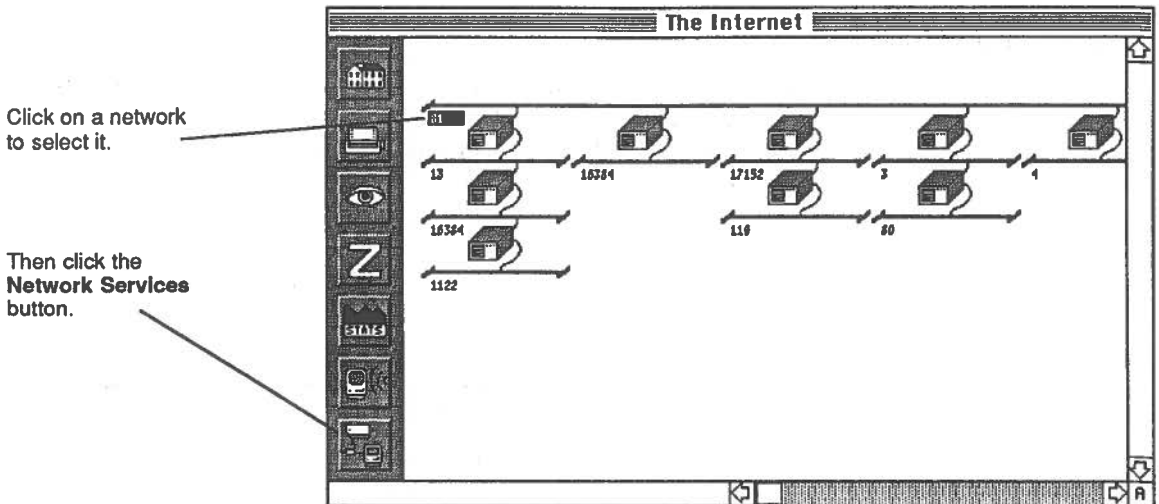 The Internet
Click on a network
to select it.
Then click the
Network Services
button.
Z
STATS
13
16384
17152
3
4
16384
116
80
1122
A